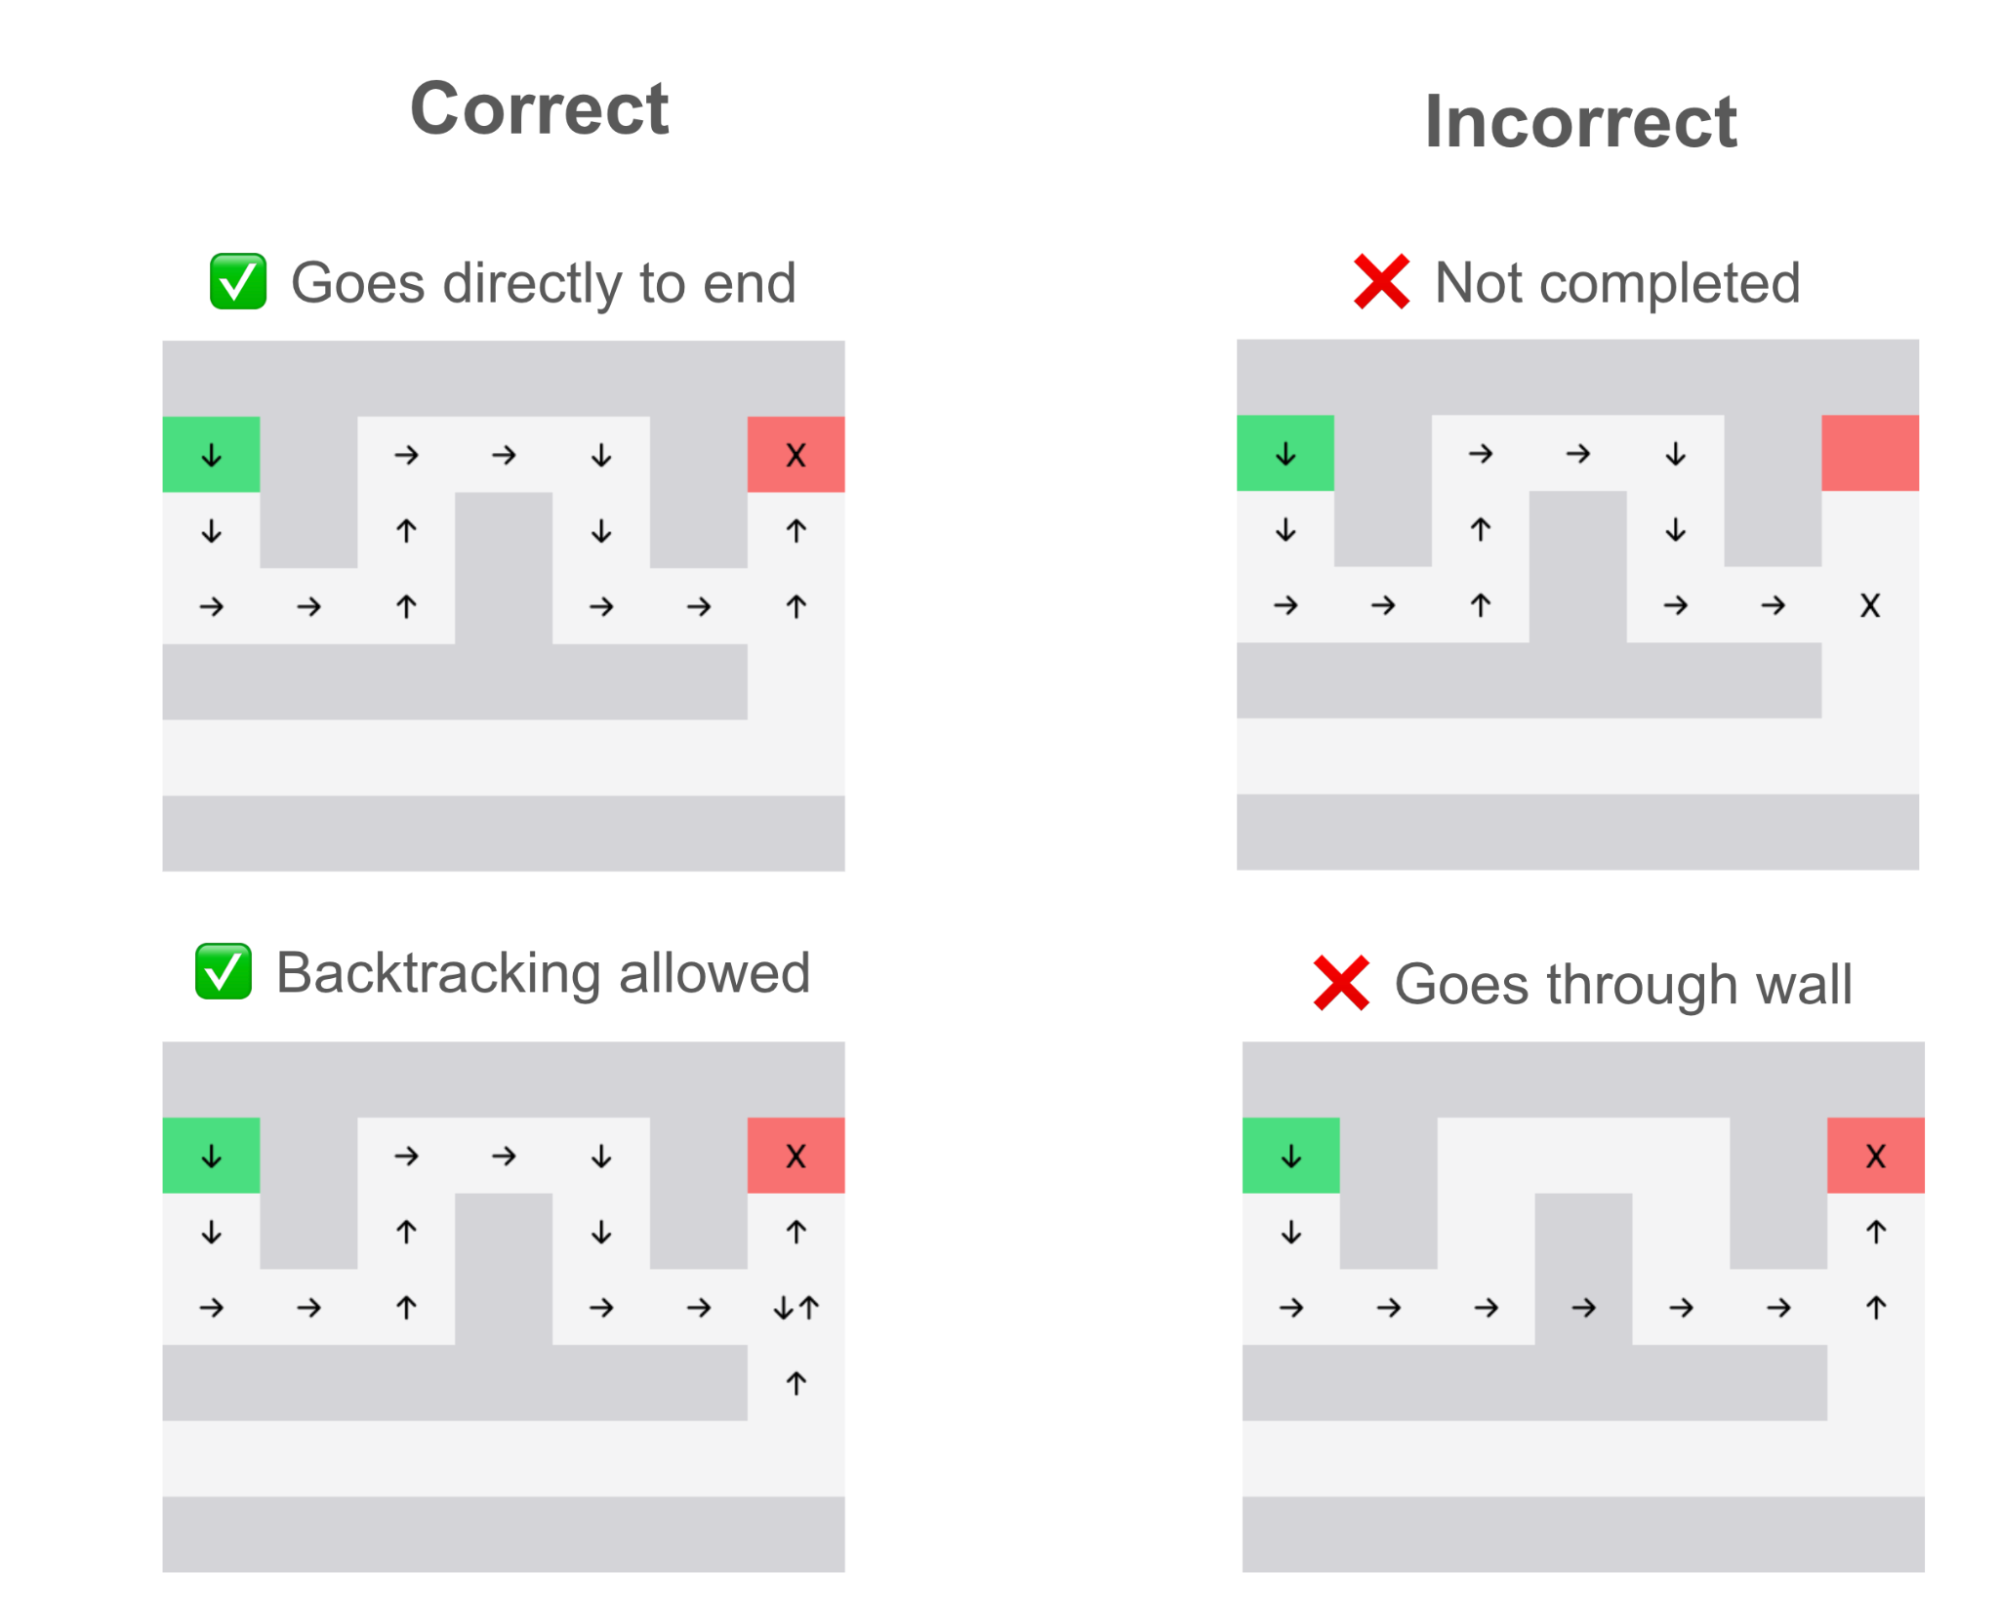 Correct
Incorrect
✅ Goes directly to end
❌ Not completed
↓ → → ↓ X
↓ ↑ ↓ ↑
→ → ↑ → → ↑
↓ → → ↓
↓ ↑ ↓
→ → ↑ → → X
✅ Backtracking allowed
❌ Goes through wall
↓ → → ↓ X
↓ ↑ ↓ ↑
→ → ↑ → → ↓↑
↑
↓ X
↓ ↑
→ → → → → → ↑